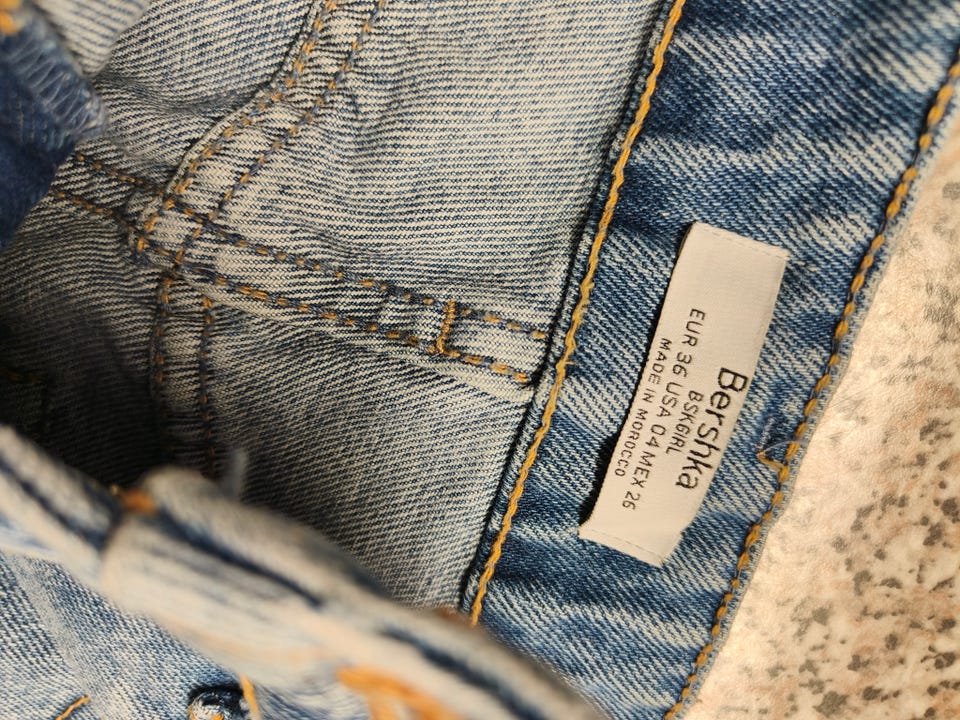 Bershka
BSKGIRL
EUR 36 USA 04 MEX 26
MADE IN MOROCCO